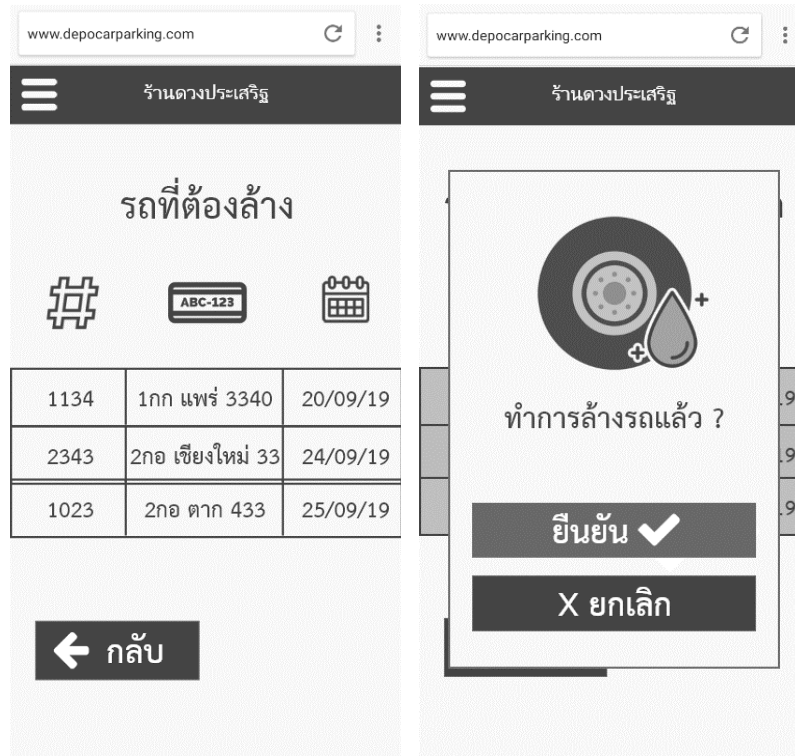 www.depocarparking.com
ร้านดวงประเสริฐ
รถที่ต้องล้าง
ABC-123
1134 1กก แพร่ 3340 20/09/19
2343 2กอ เชียงใหม่ 33 24/09/19
1023 2กอ ตาก 433 25/09/19
กลับ
www.depocarparking.com
ร้านดวงประเสริฐ
ทำการล้างรถแล้ว ?
ยืนยัน
X ยกเลิก